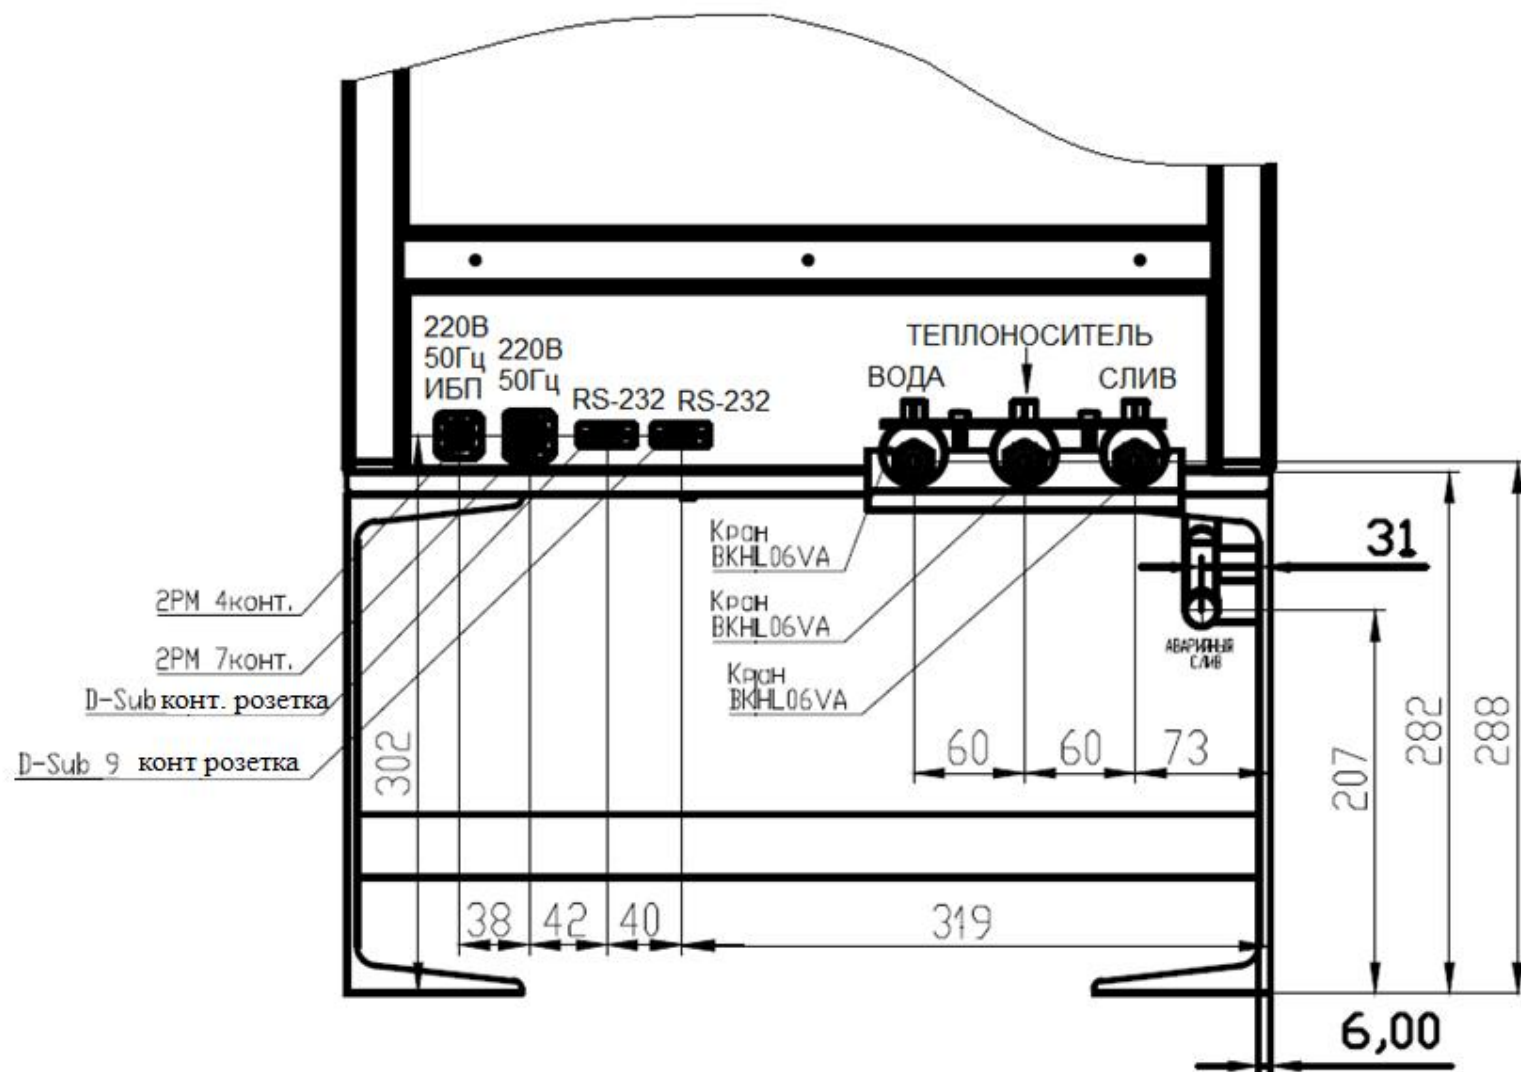 220В
50Гц
ИБП
220В
50Гц
RS-232
RS-232
ТЕПЛОНОСИТЕЛЬ
ВОДА
СЛИВ
Кран
BKHL06VA
Кран
BKHL06VA
Кран
BKHL06VA
31
АВАРИЙНЫЙ
СЛИВ
2РМ 4конт.
2РМ 7конт.
D-Sub конт. розетка
D-Sub 9 конт розетка
302
60
60
73
207
282
288
38
42
40
319
6,00